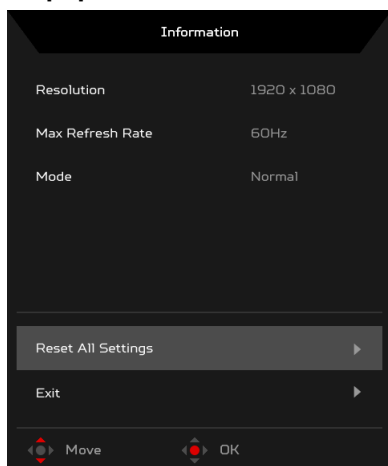 Information
Resolution 1920 x 1080
Max Refresh Rate 60Hz
Mode Normal
Reset All Settings
Exit
Move OK